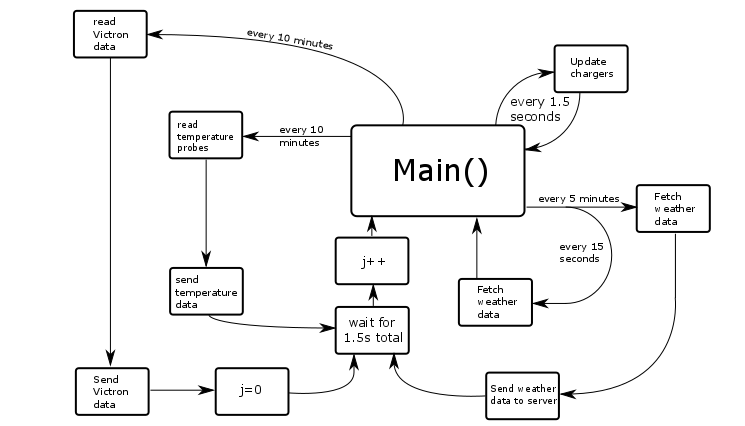 read
Victron
data
every 10 minutes
Update
chargers
every 1.5
seconds
read
temperature
probes
every 10
minutes
Main()
every 5 minutes
Fetch
weather
data
every 15
seconds
j++
send
temperature
data
Fetch
weather
data
wait for
1.5s total
Send
Victron
data
j=0
Send weather
data to server